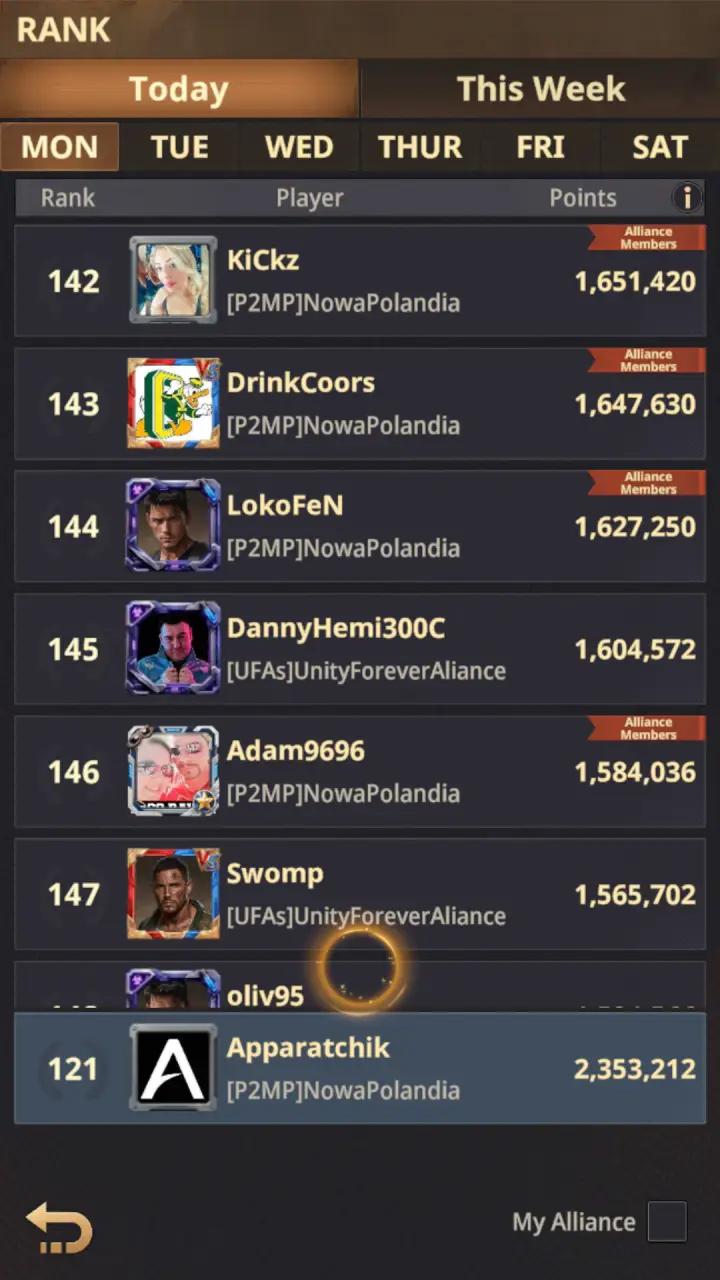 RANK
Today
This Week
MON TUE WED THUR FRI SAT
Rank Player Points i
Alliance
Members
142 KiCkz 1,651,420
[P2MP]NowaPolandia
Alliance
Members
143 DrinkCoors 1,647,630
[P2MP]NowaPolandia
Alliance
Members
144 LokoFeN 1,627,250
[P2MP]NowaPolandia
145 DannyHemi300C 1,604,572
[UFAs]UnityForeverAliance
Alliance
Members
146 Adam9696 1,584,036
[P2MP]NowaPolandia
147 Swomp 1,565,702
[UFAs]UnityForeverAliance
oliv95
121 Apparatchik 2,353,212
[P2MP]NowaPolandia
My Alliance